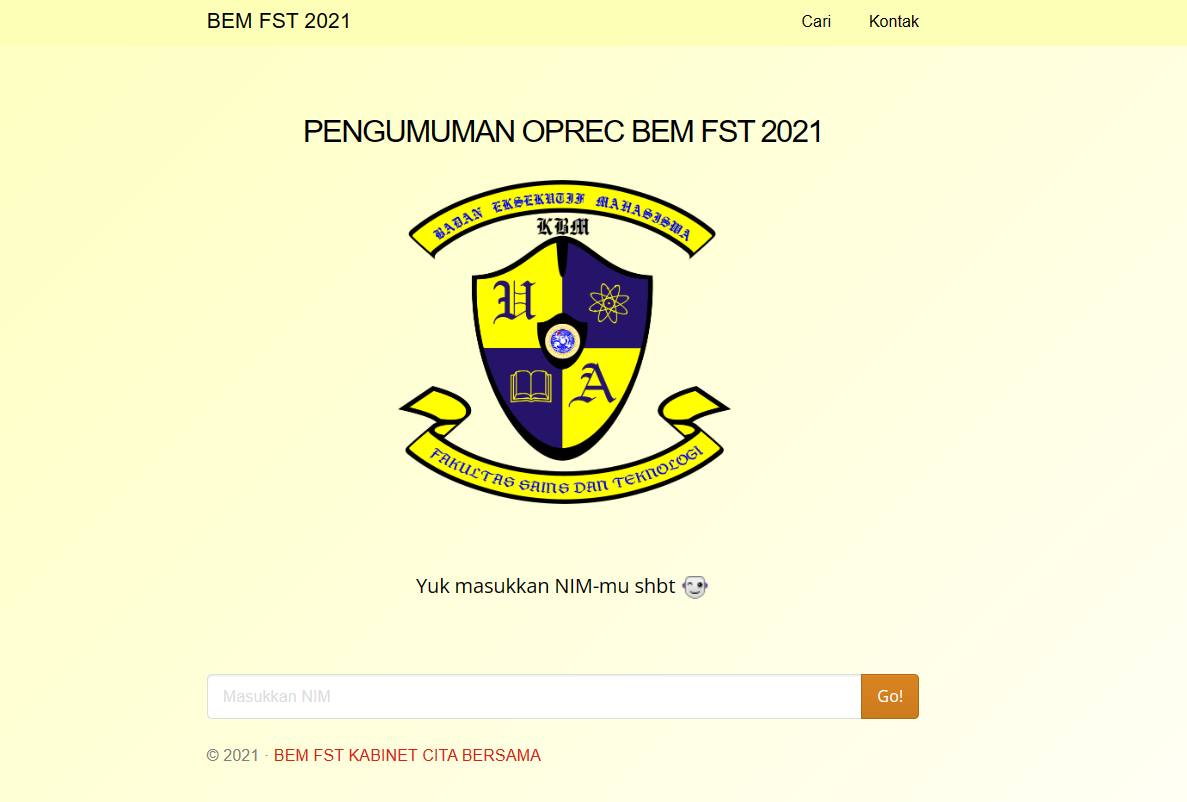 BEM FST 2021
Cari
Kontak
PENGUMUMAN OPREC BEM FST 2021
BADAN EKSEKUTIF MAHASISWA
KBM
U
A
FAKULTAS SAINS DAN TEKNOLOGI
Yuk masukkan NIM-mu shbt
Masukkan NIM
Go!
© 2021 · BEM FST KABINET CITA BERSAMA